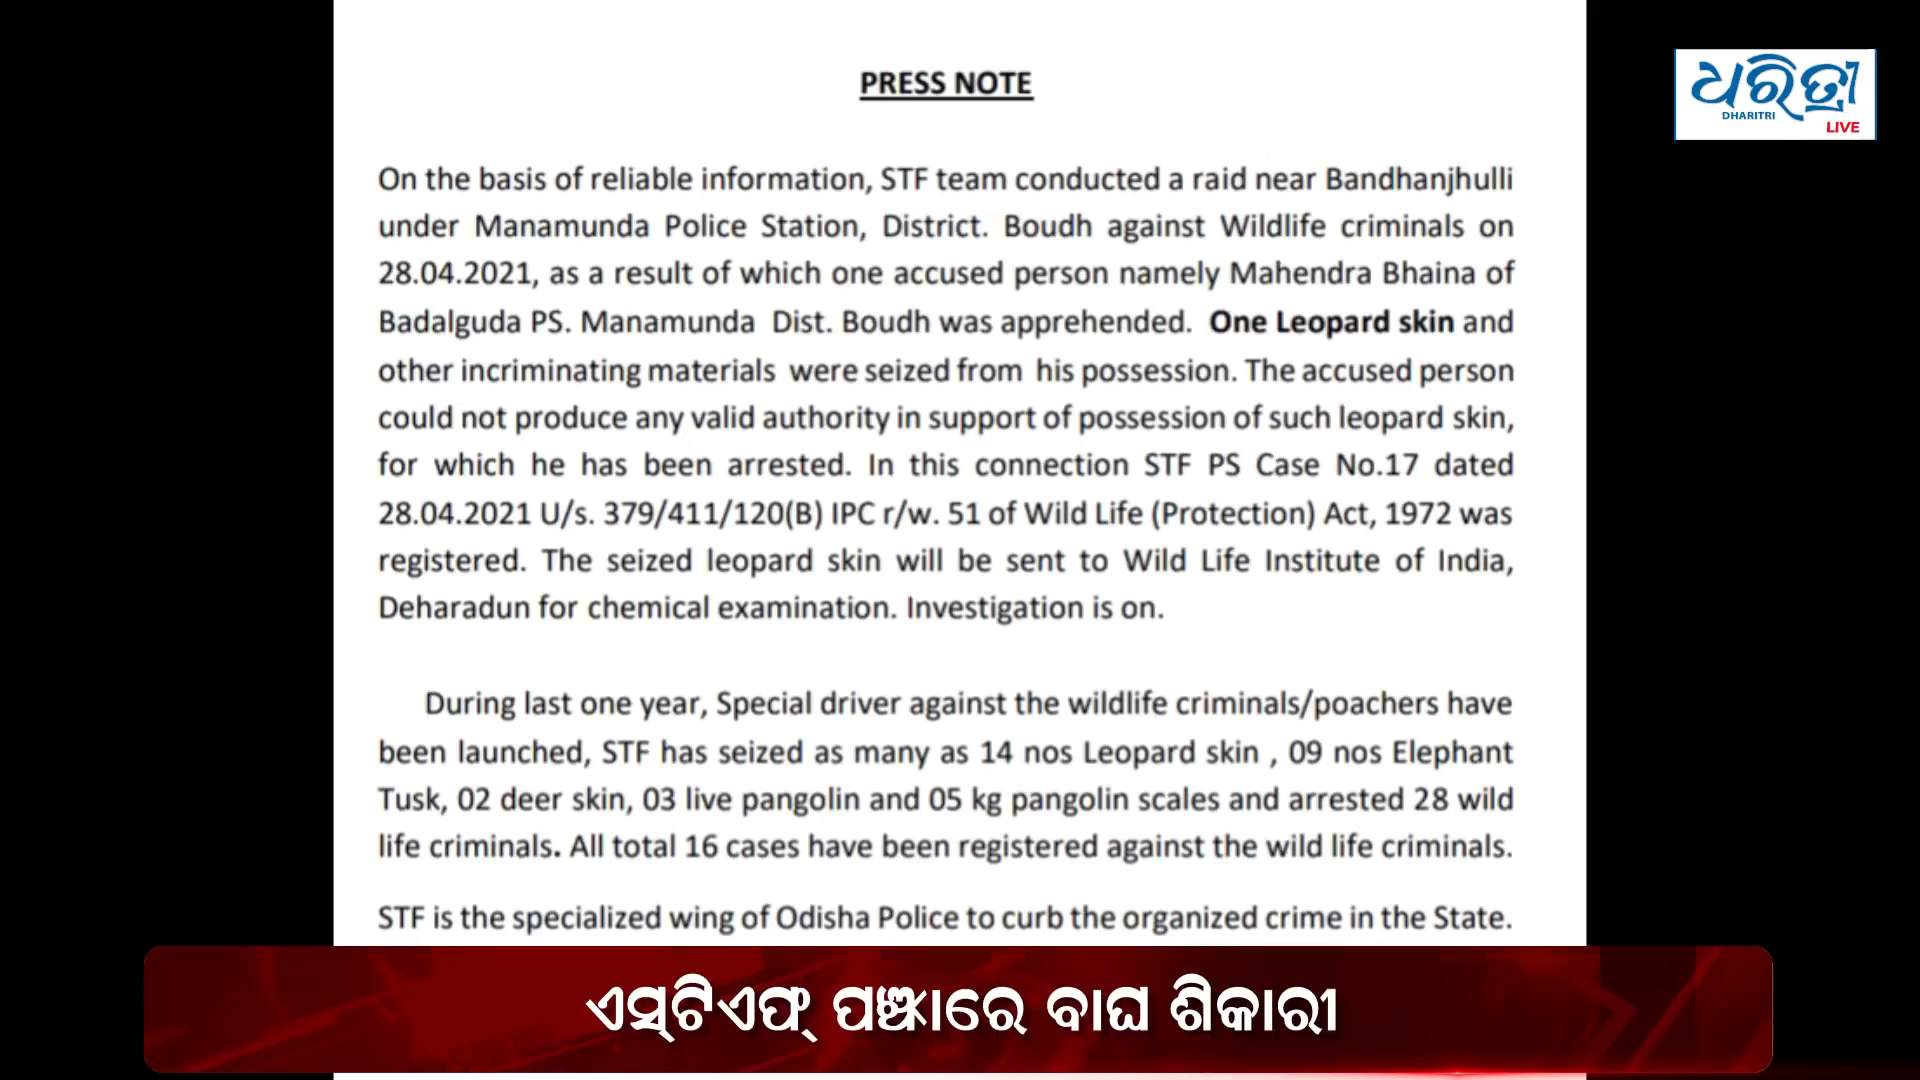 PRESS NOTE
ଧରିତ୍ରୀ
DHARITRI
LIVE
On the basis of reliable information, STF team conducted a raid near Bandhanjhulli
under Manamunda Police Station, District. Boudh against Wildlife criminals on
28.04.2021, as a result of which one accused person namely Mahendra Bhaina of
Badalguda PS. Manamunda Dist. Boudh was apprehended. One Leopard skin and
other incriminating materials were seized from his possession. The accused person
could not produce any valid authority in support of possession of such leopard skin,
for which he has been arrested. In this connection STF PS Case No.17 dated
28.04.2021 U/s. 379/411/120(B) IPC r/w. 51 of Wild Life (Protection) Act, 1972 was
registered. The seized leopard skin will be sent to Wild Life Institute of India,
Deharadun for chemical examination. Investigation is on.
During last one year, Special driver against the wildlife criminals/poachers have
been launched, STF has seized as many as 14 nos Leopard skin , 09 nos Elephant
Tusk, 02 deer skin, 03 live pangolin and 05 kg pangolin scales and arrested 28 wild
life criminals. All total 16 cases have been registered against the wild life criminals.
STF is the specialized wing of Odisha Police to curb the organized crime in the State.
ଏସ୍‌ଟିଏଫ୍ ପଞ୍ଝାରେ ବାଘ ଶିକାରୀ